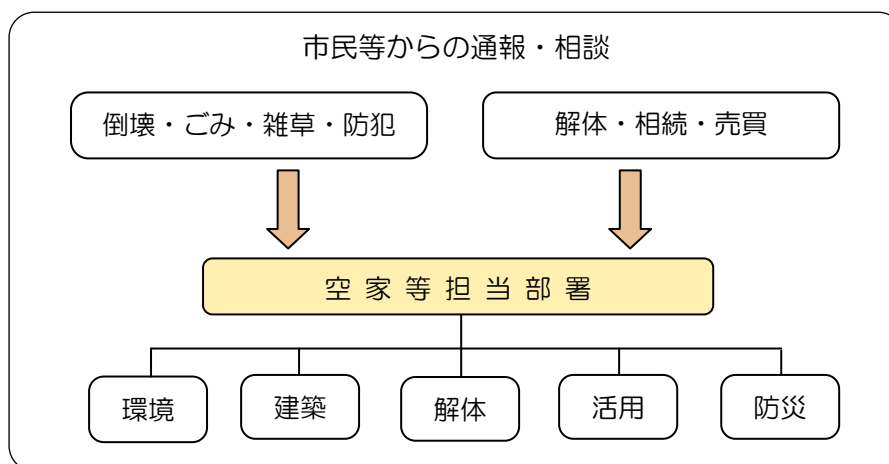 市民等からの通報・相談
倒壊・ごみ・雑草・防犯
解体・相続・売買
空家等担当部署
環境
建築
解体
活用
防災